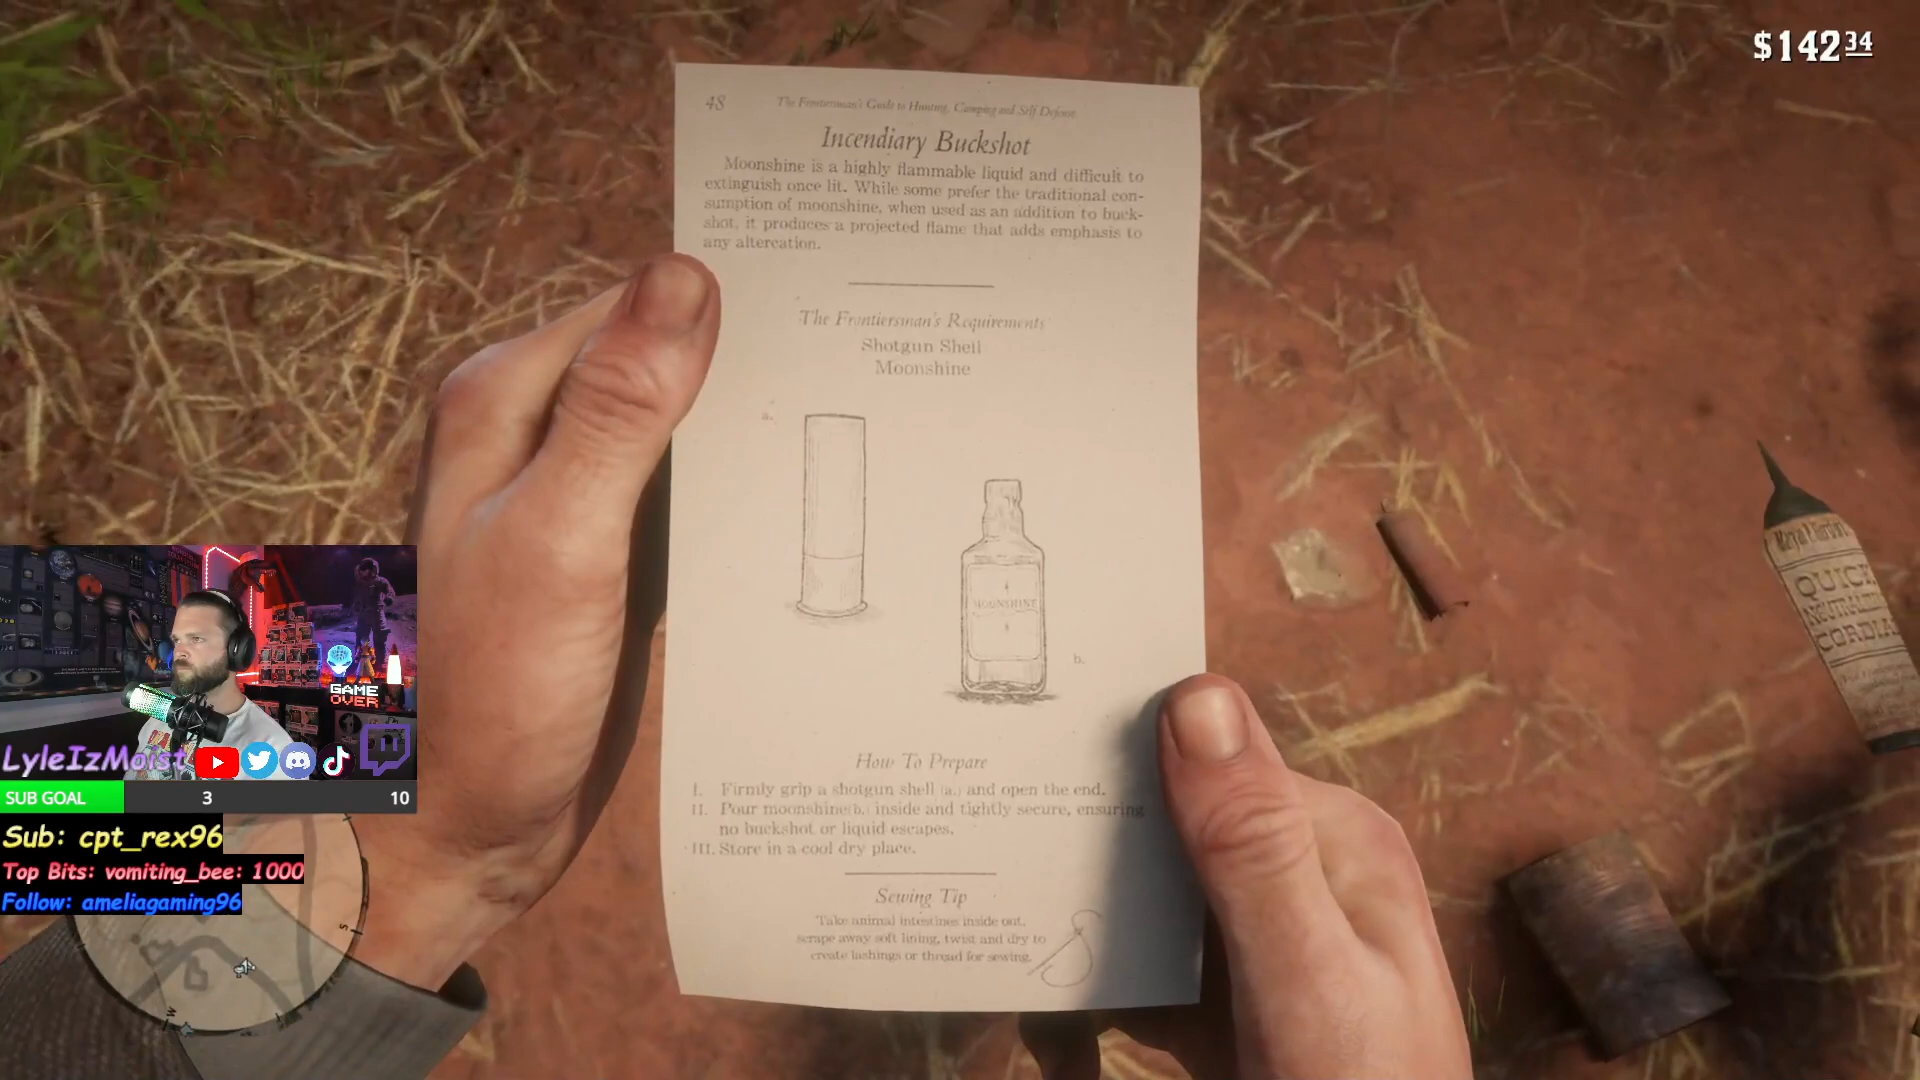 $142 34
48
The Frontiersman's Guide to Hunting, Camping and Self Defense
Incendiary Buckshot
Moonshine is a highly flammable liquid and difficult to
extinguish once lit. While some prefer the traditional con-
sumption of moonshine, when used as an addition to buck-
shot, it produces a projected flame that adds emphasis to
any altercation.
The Frontiersman's Requirements
Shotgun Shell
Moonshine
a.
MOONSHINE
b.
How To Prepare
I. Firmly grip a shotgun shell (a.) and open the end.
II. Pour moonshine(b.) inside and tightly secure, ensuring
no buckshot or liquid escapes.
III. Store in a cool dry place.
Sewing Tip
Take animal intestines inside out,
scrape away soft lining, twist and dry to
create lashings or thread for sewing.
QUICK
NEUTRALIZING
CORDIAL
GAME
OVER
LyleIzMoist
SUB GOAL 3 10
Sub: cpt_rex96
Top Bits: vomiting_bee: 1000
Follow: ameliagaming96
S
W